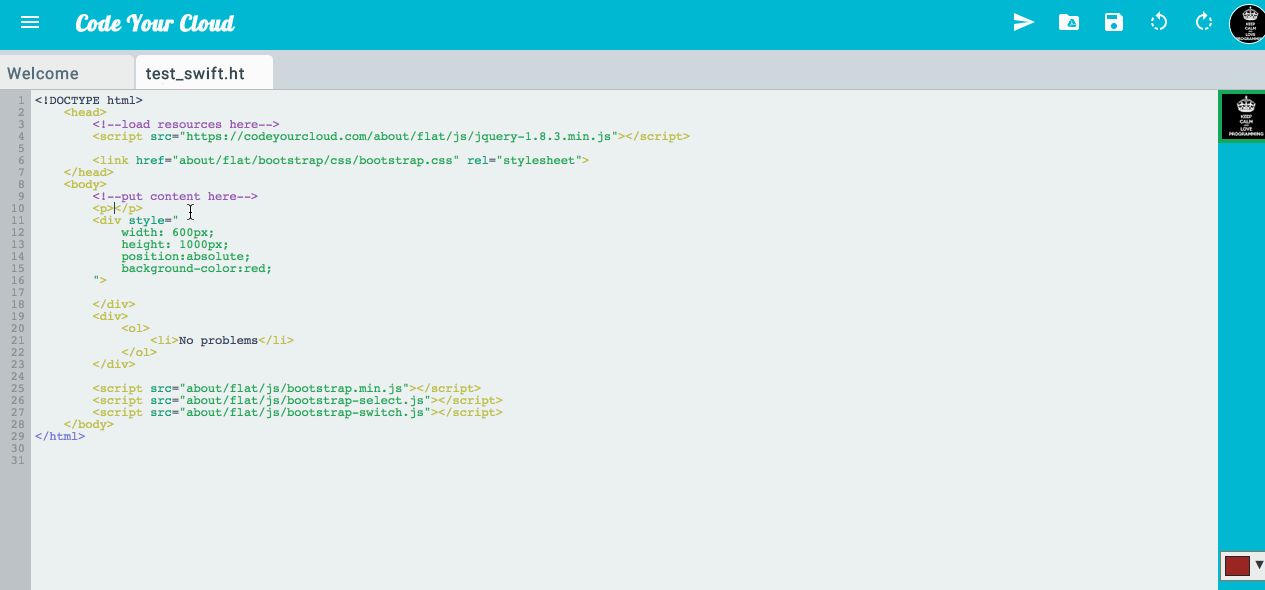 Code Your Cloud
KEEP
CALM
AND
LOVE
PROGRAMMING
Welcome
test_swift.ht
1 <!DOCTYPE html>
2 <head>
3 <!--load resources here-->
4 <script src="https://codeyourcloud.com/about/flat/js/jquery-1.8.3.min.js"></script>
5
6 <link href="about/flat/bootstrap/css/bootstrap.css" rel="stylesheet">
7 </head>
8 <body>
9 <!--put content here-->
10 <p></p>
11 <div style="
12 width: 600px;
13 height: 1000px;
14 position:absolute;
15 background-color:red;
16 ">
17
18 </div>
19 <div>
20 <ol>
21 <li>No problems</li>
22 </ol>
23 </div>
24
25 <script src="about/flat/js/bootstrap.min.js"></script>
26 <script src="about/flat/js/bootstrap-select.js"></script>
27 <script src="about/flat/js/bootstrap-switch.js"></script>
28 </body>
29 </html>
30
31
KEEP
CALM
AND
LOVE
PROGRAMMING